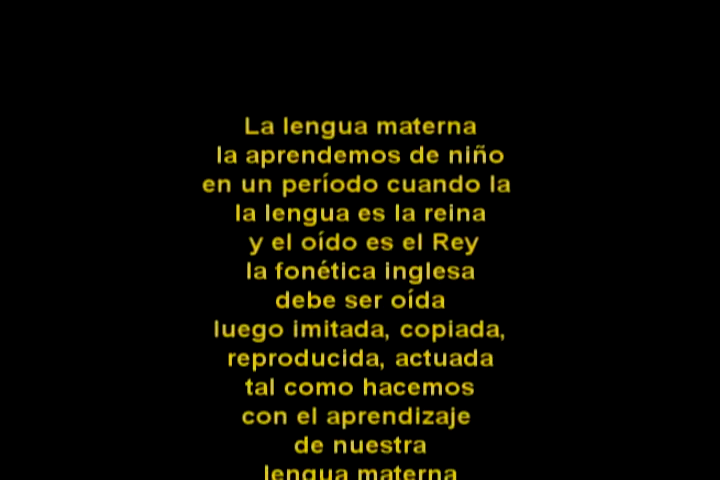 La lengua materna
la aprendemos de niño
en un período cuando la
la lengua es la reina
y el oído es el Rey
la fonética inglesa
debe ser oída
luego imitada, copiada,
reproducida, actuada
tal como hacemos
con el aprendizaje
de nuestra
lengua materna